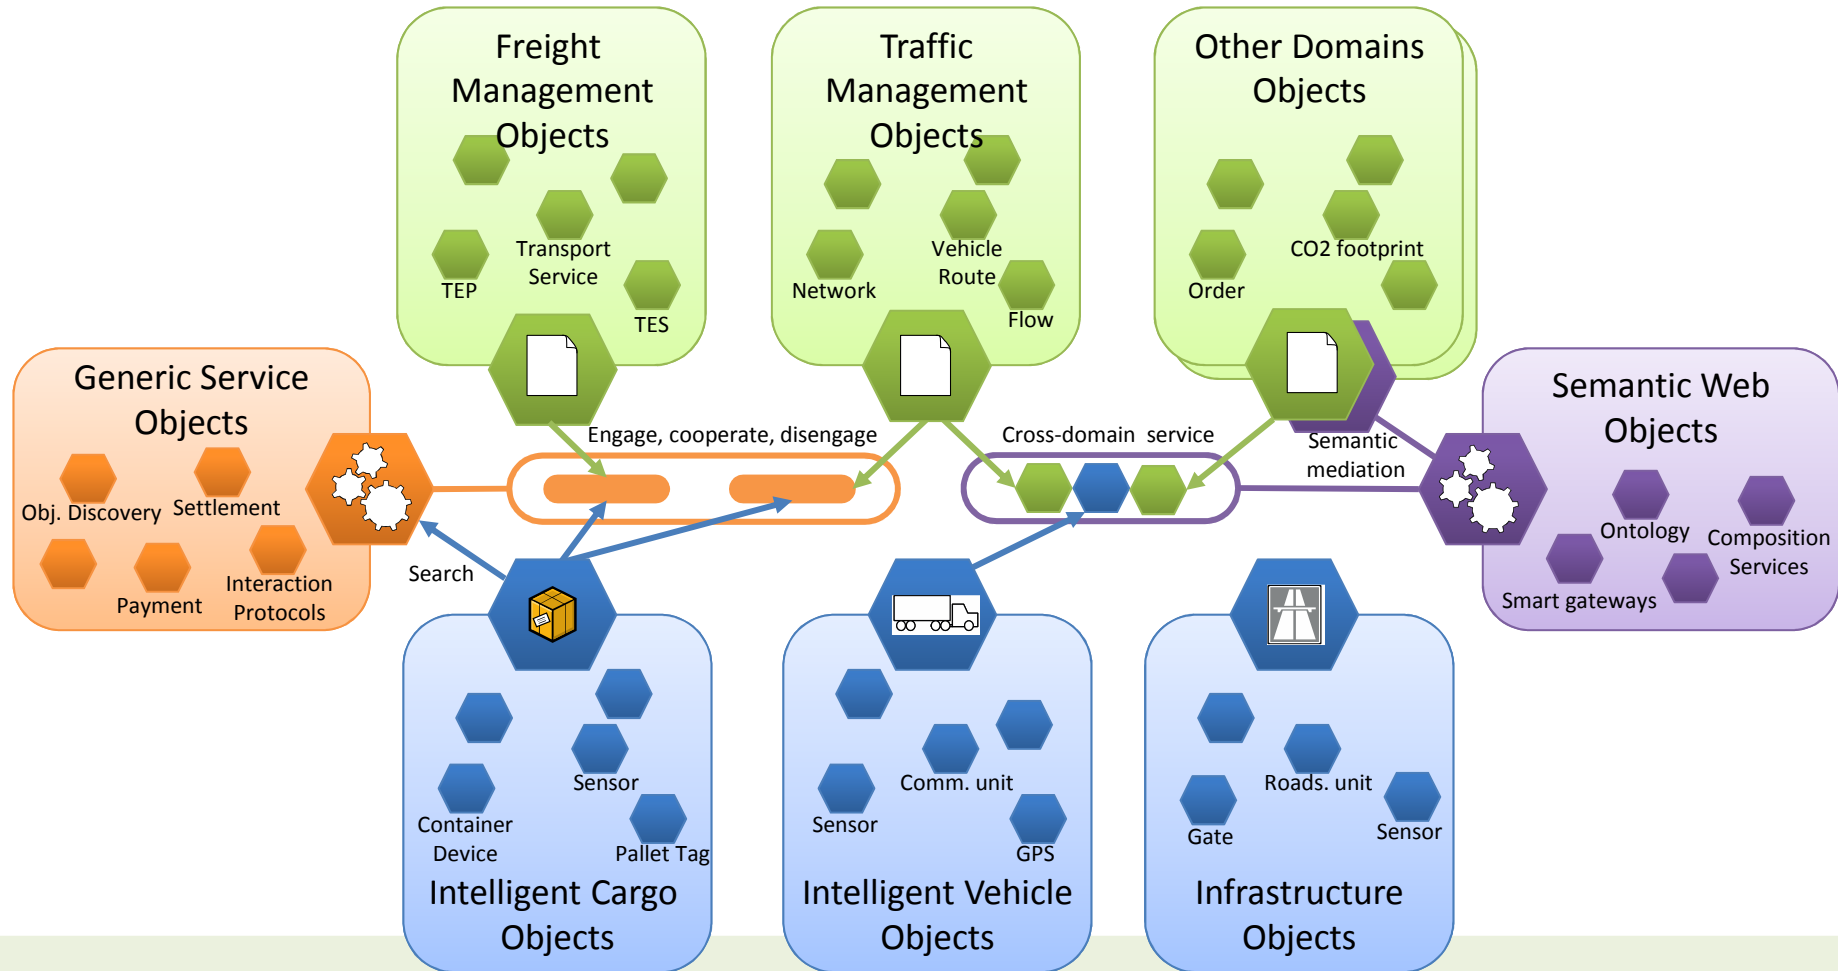 Freight
Management
Objects
TEP
Transport
Service
TES
Traffic
Management
Objects
Network
Vehicle
Route
Flow
Other Domains
Objects
Order
CO2 footprint
Generic Service
Objects
Obj. Discovery
Settlement
Payment
Interaction
Protocols
Engage, cooperate, disengage
Cross-domain service
Semantic
mediation
Search
Semantic Web
Objects
Ontology
Composition
Services
Smart gateways
Sensor
Container
Device
Pallet Tag
Intelligent Cargo
Objects
Comm. unit
Sensor
GPS
Intelligent Vehicle
Objects
Roads. unit
Gate
Sensor
Infrastructure
Objects